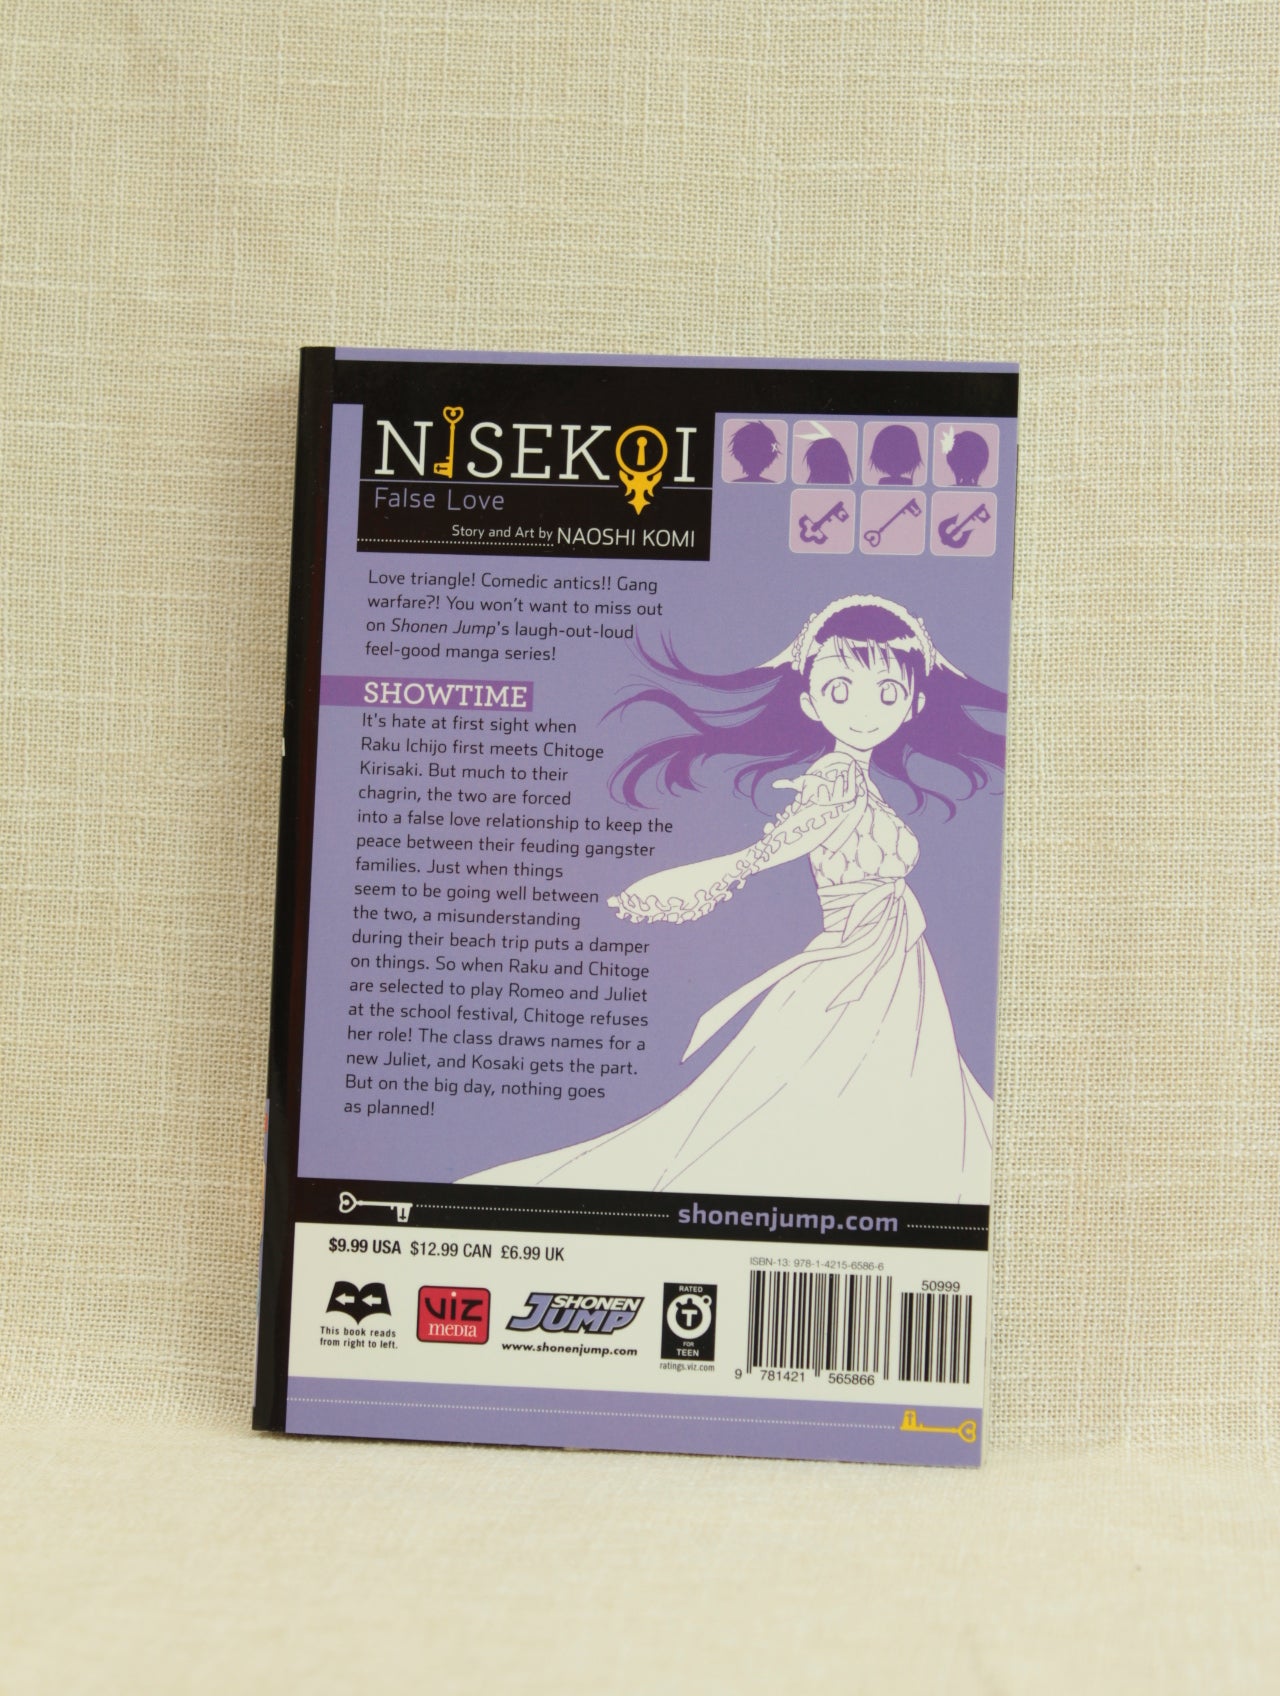 NISEKOI
False Love
Story and Art by NAOSHI KOMI
Love triangle! Comedic antics!! Gang
warfare?! You won't want to miss out
on Shonen Jump's laugh-out-loud
feel-good manga series!
SHOWTIME
It's hate at first sight when
Raku Ichijo first meets Chitoge
Kirisaki. But much to their
chagrin, the two are forced
into a false love relationship to keep the
peace between their feuding gangster
families. Just when things
seem to be going well between
the two, a misunderstanding
during their beach trip puts a damper
on things. So when Raku and Chitoge
are selected to play Romeo and Juliet
at the school festival, Chitoge refuses
her role! The class draws names for a
new Juliet, and Kosaki gets the part.
But on the big day, nothing goes
as planned!
shonenjump.com
$9.99 USA $12.99 CAN £6.99 UK
This book reads
from right to left.
VIZ
MEDIA
SHONEN
JUMP
www.shonenjump.com
RATED
T
FOR
TEEN
ratings.viz.com
ISBN-13: 978-1-4215-6586-6
50999
9 781421 565866